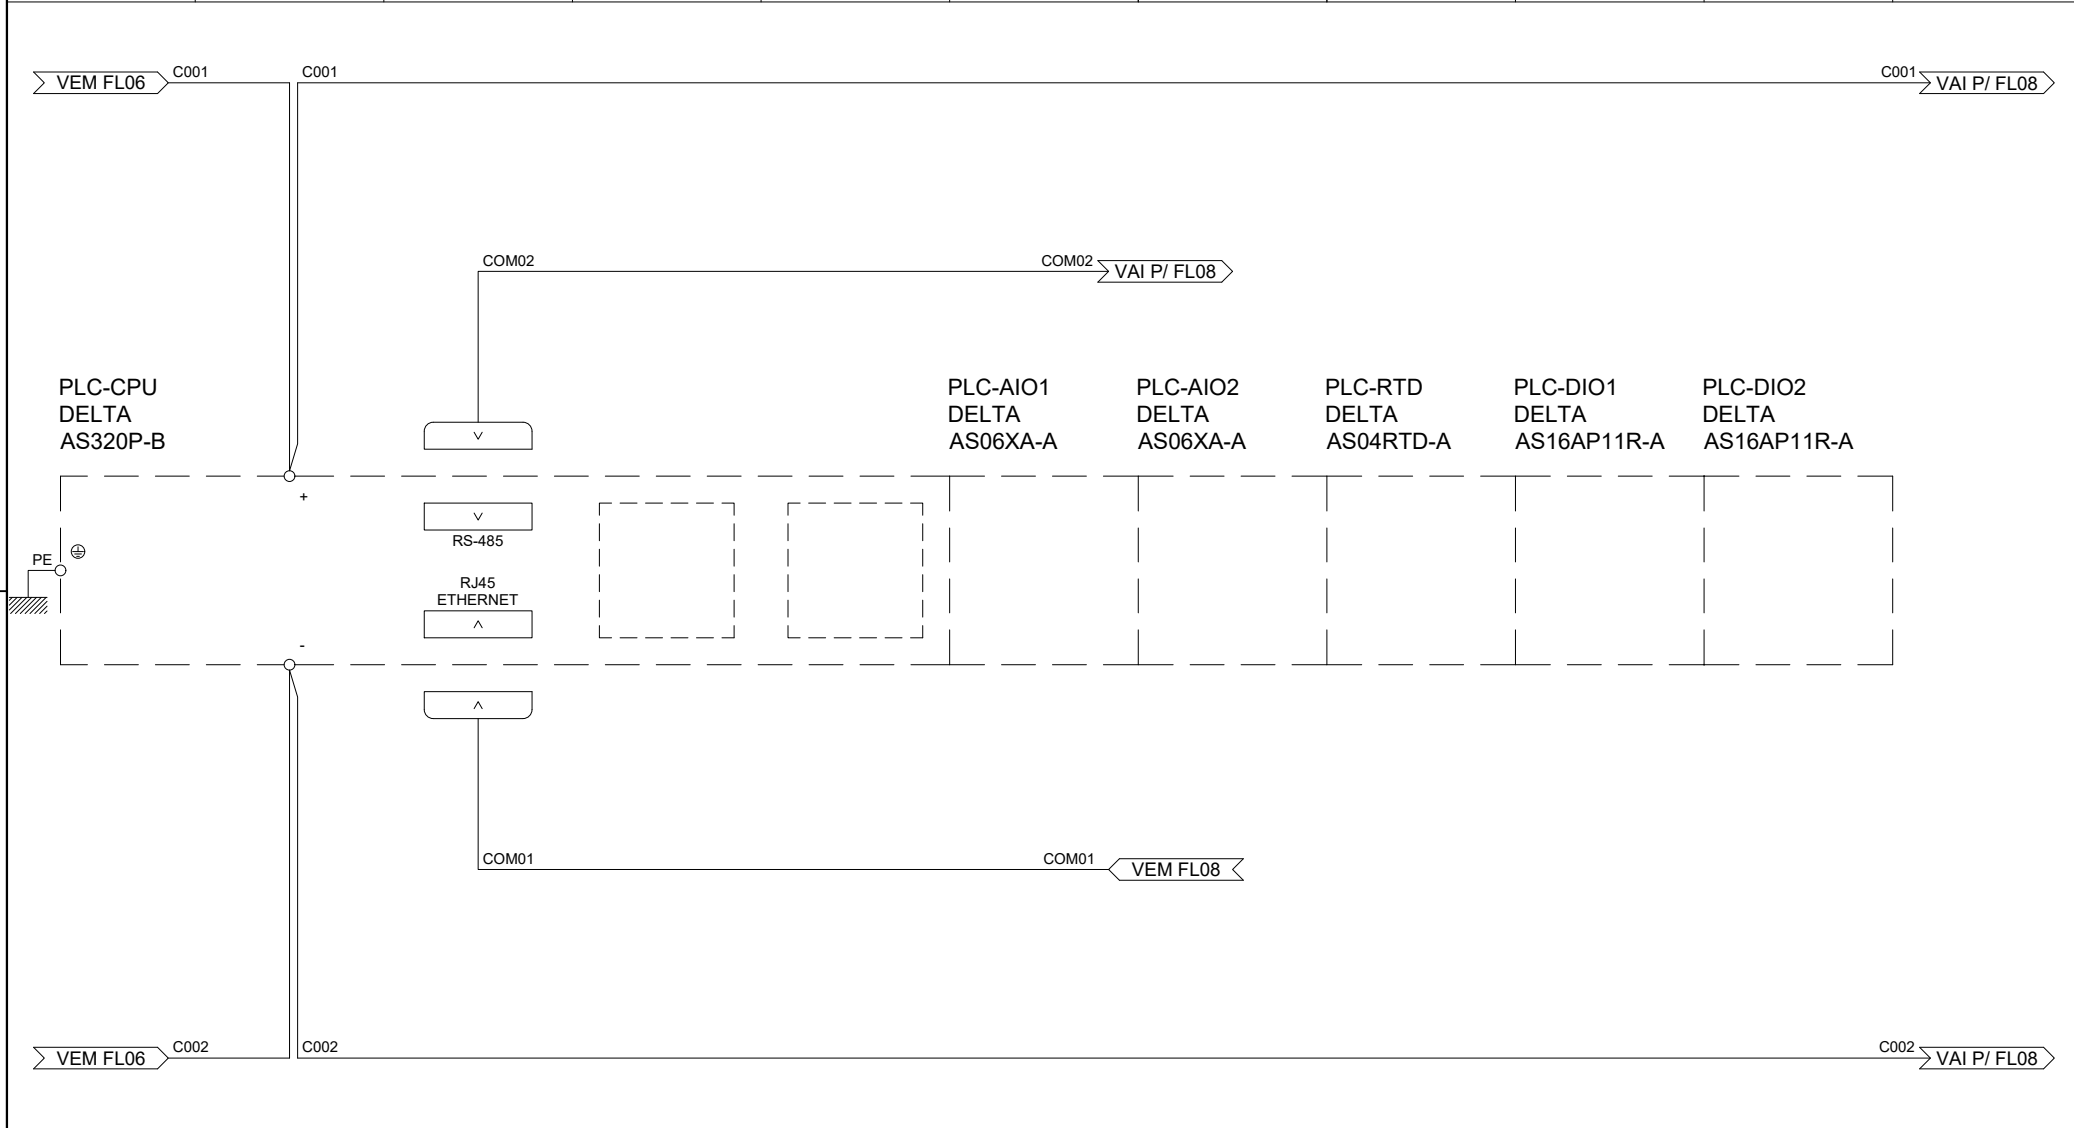 VEM FL06
C001
C001
C001
VAI P/ FL08
COM02
COM02
VAI P/ FL08
PLC-CPU
DELTA
AS320P-B
PLC-AIO1
DELTA
AS06XA-A
PLC-AIO2
DELTA
AS06XA-A
PLC-RTD
DELTA
AS04RTD-A
PLC-DIO1
DELTA
AS16AP11R-A
PLC-DIO2
DELTA
AS16AP11R-A
+
RS-485
PE
RJ45
ETHERNET
-
COM01
COM01
VEM FL08
VEM FL06
C002
C002
C002
VAI P/ FL08